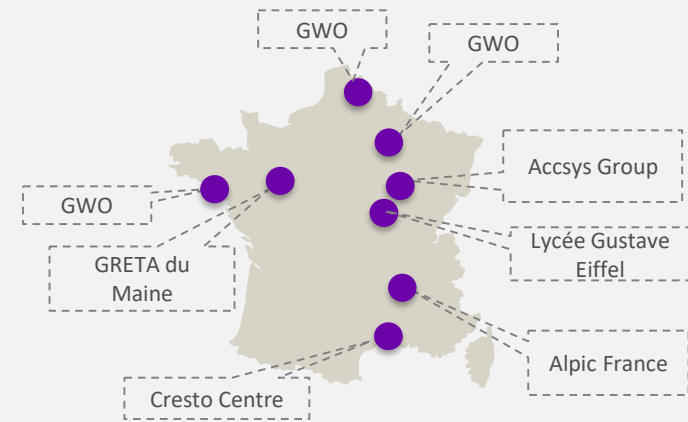 GWO
GWO
Accsys Group
GWO
Lycée Gustave
Eiffel
GRETA du
Maine
Alpic France
Cresto Centre